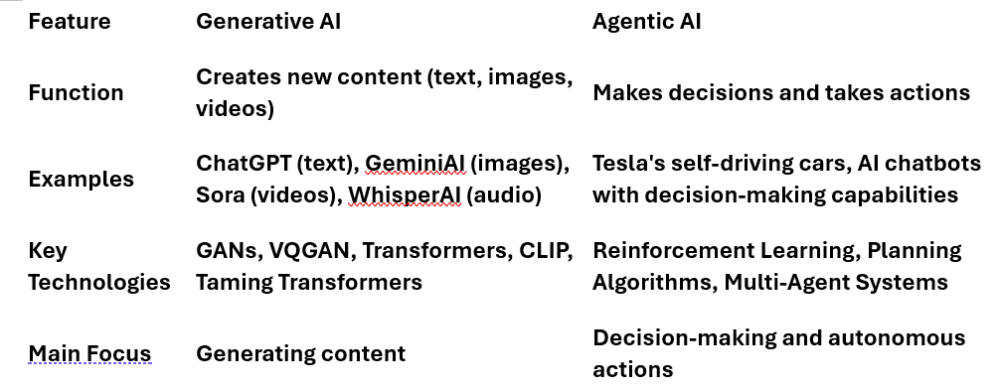 Feature Generative AI Agentic AI
Function Creates new content (text, images, videos) Makes decisions and takes actions
Examples ChatGPT (text), GeminiAI (images), Sora (videos), WhisperAI (audio) Tesla's self-driving cars, AI chatbots with decision-making capabilities
Key Technologies GANs, VQGAN, Transformers, CLIP, Taming Transformers Reinforcement Learning, Planning Algorithms, Multi-Agent Systems
Main Focus Generating content Decision-making and autonomous actions